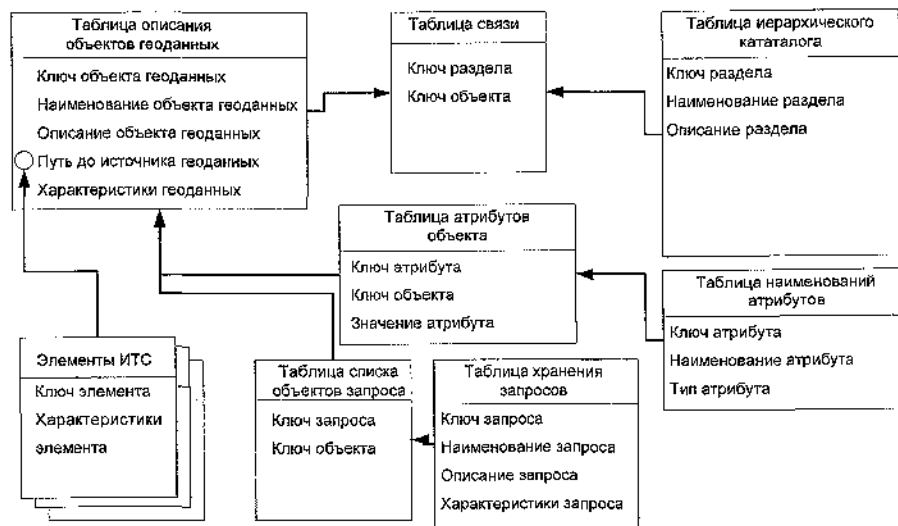 Таблица описания
объектов геоданных
Ключ объекта геоданных
Наименование объекта геоданных
Описание объекта геоданных
Путь до источника геоданных
Характеристики геоданных
Таблица связи
Ключ раздела
Ключ объекта
Таблица иерархического
кататалога
Ключ раздела
Наименование раздела
Описание раздела
Таблица атрибутов
объекта
Ключ атрибута
Ключ объекта
Значение атрибута
Таблица наименований
атрибутов
Ключ атрибута
Наименование атрибута
Тип атрибута
Элементы ИТС
Ключ элемента
Характеристики
элемента
Таблица списка
объектов запроса
Ключ запроса
Ключ объекта
Таблица хранения
запросов
Ключ запроса
Наименование запроса
Описание запроса
Характеристики запроса